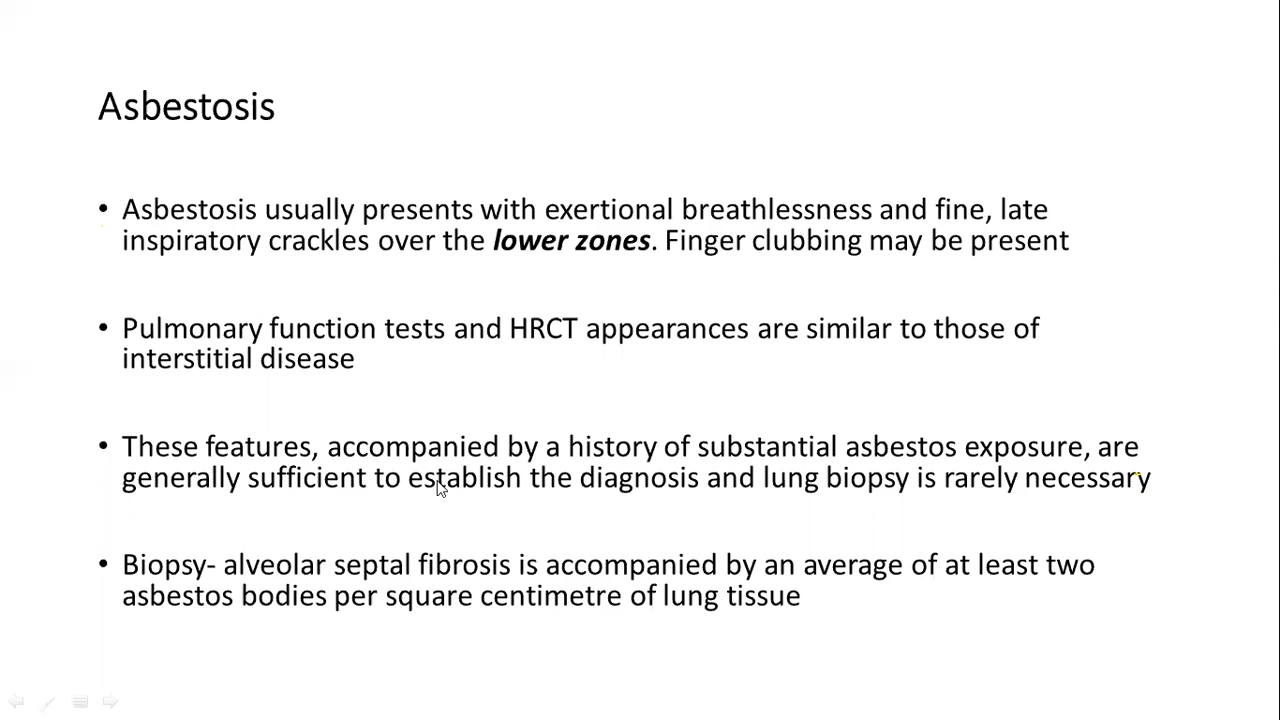 Asbestosis
• Asbestosis usually presents with exertional breathlessness and fine, late
inspiratory crackles over the lower zones. Finger clubbing may be present
• Pulmonary function tests and HRCT appearances are similar to those of
interstitial disease
• These features, accompanied by a history of substantial asbestos exposure, are
generally sufficient to establish the diagnosis and lung biopsy is rarely necessary
• Biopsy- alveolar septal fibrosis is accompanied by an average of at least two
asbestos bodies per square centimetre of lung tissue